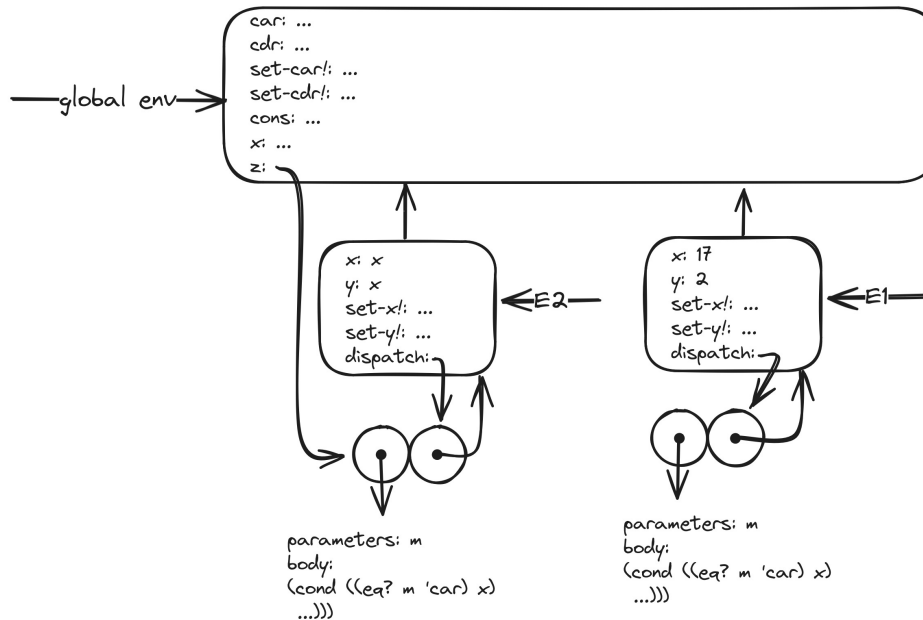 car: ...
cdr: ...
set-car!: ...
set-cdr!: ...
cons: ...
x: ...
z:
global env
x: x
y: x
set-x!: ...
set-y!: ...
dispatch:
E2
x: 17
y: 2
set-x!: ...
set-y!: ...
dispatch:
E1
parameters: m
body:
(cond ((eq? m 'car) x)
...)))
parameters: m
body:
(cond ((eq? m 'car) x)
...)))